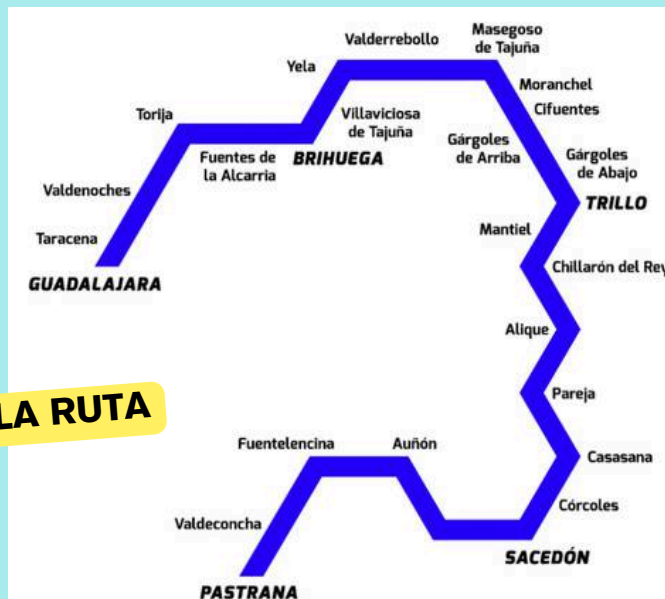 Valderrebollo
Masegoso
de Tajuña
Yela
Moranchel
Cifuentes
Torija
Villaviciosa
de Tajuña
Fuentes de
la Alcarria
BRIHUEGA
Gárgoles
de Arriba
Gárgoles
de Abajo
Valdenoches
TRILLO
Taracena
Mantiel
GUADALAJARA
Chillarón del Rey
Alique
LA RUTA
Pareja
Fuentelencina
Auñón
Casasana
Córcoles
Valdeconcha
SACEDÓN
PASTRANA